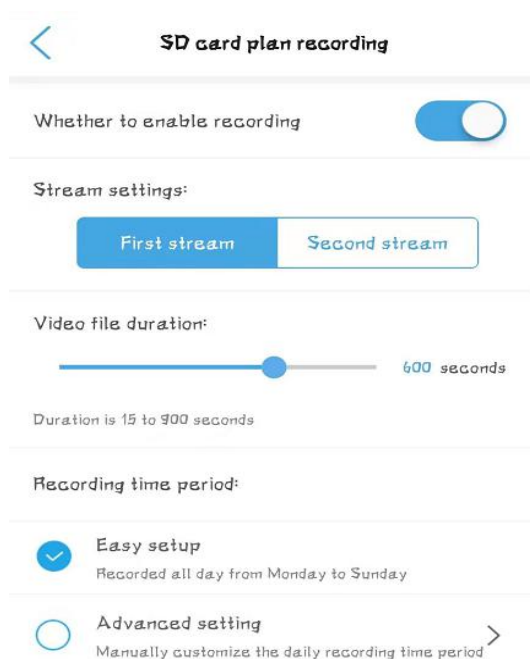 SD card plan recording
Whether to enable recording
Stream settings:
First stream
Second stream
Video file duration:
600 seconds
Duration is 15 to 900 seconds
Recording time period:
Easy setup
Recorded all day from Monday to Sunday
Advanced setting
Manually customize the daily recording time period